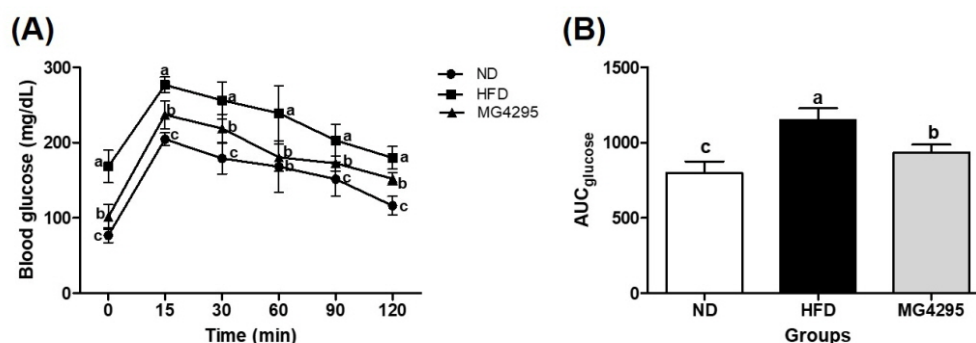 (A)
Blood glucose (mg/dL)
300
200
100
0
a
b
c
a
b
c
a
b
c
a
b
b
a
b
c
a
b
c
0 15 30 60 90 120
Time (min)
ND
HFD
MG4295
(B)
AUCglucose
1500
1000
500
0
c
a
b
ND HFD MG4295
Groups